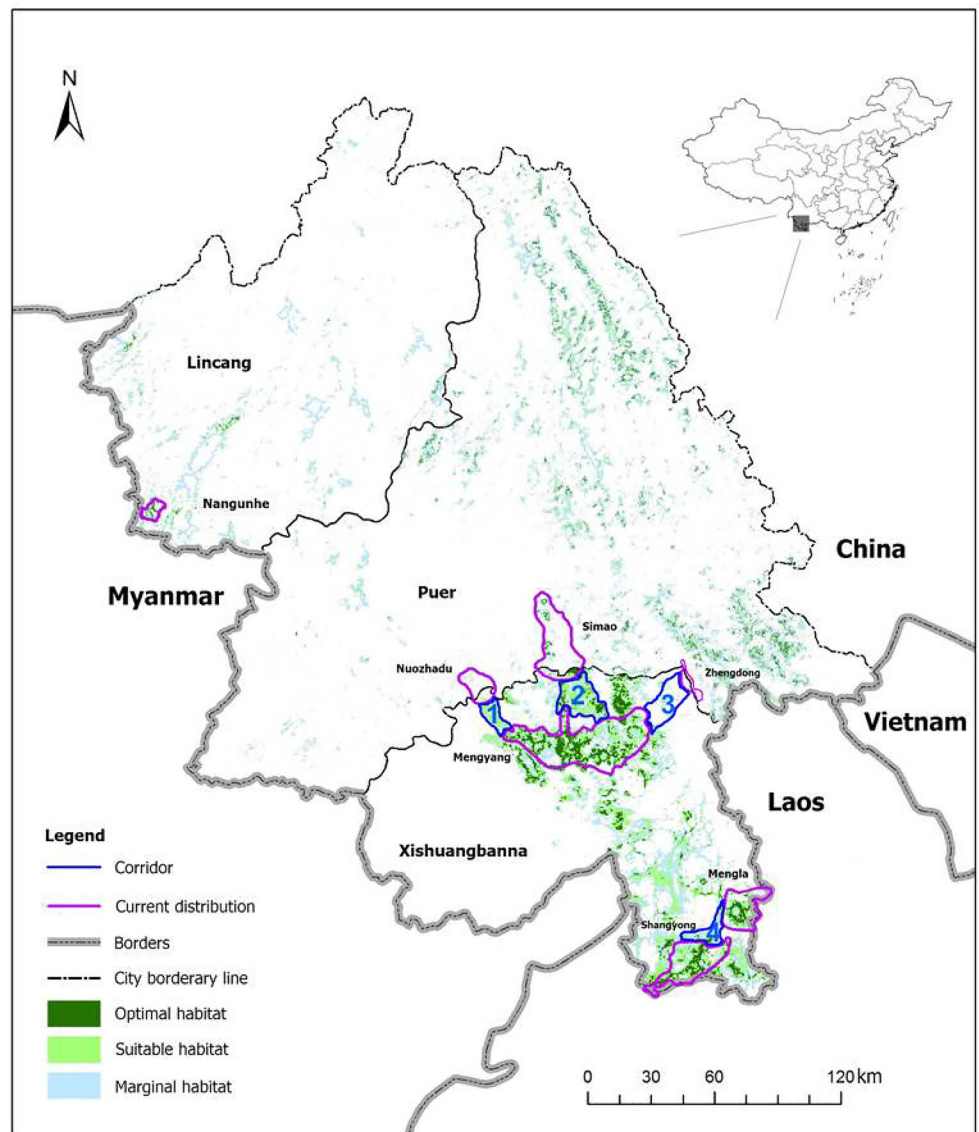 N
Lincang
Nangunhe
China
Myanmar
Puer
Simao
Nuozhadu
Zhengdong
1
2
3
Vietnam
Mengyang
Laos
Legend
Xishuangbanna
Corridor
Mengla
Current distribution
Shangyong
4
Borders
City borderary line
Optimal habitat
Suitable habitat
Marginal habitat
0 30 60 120 km